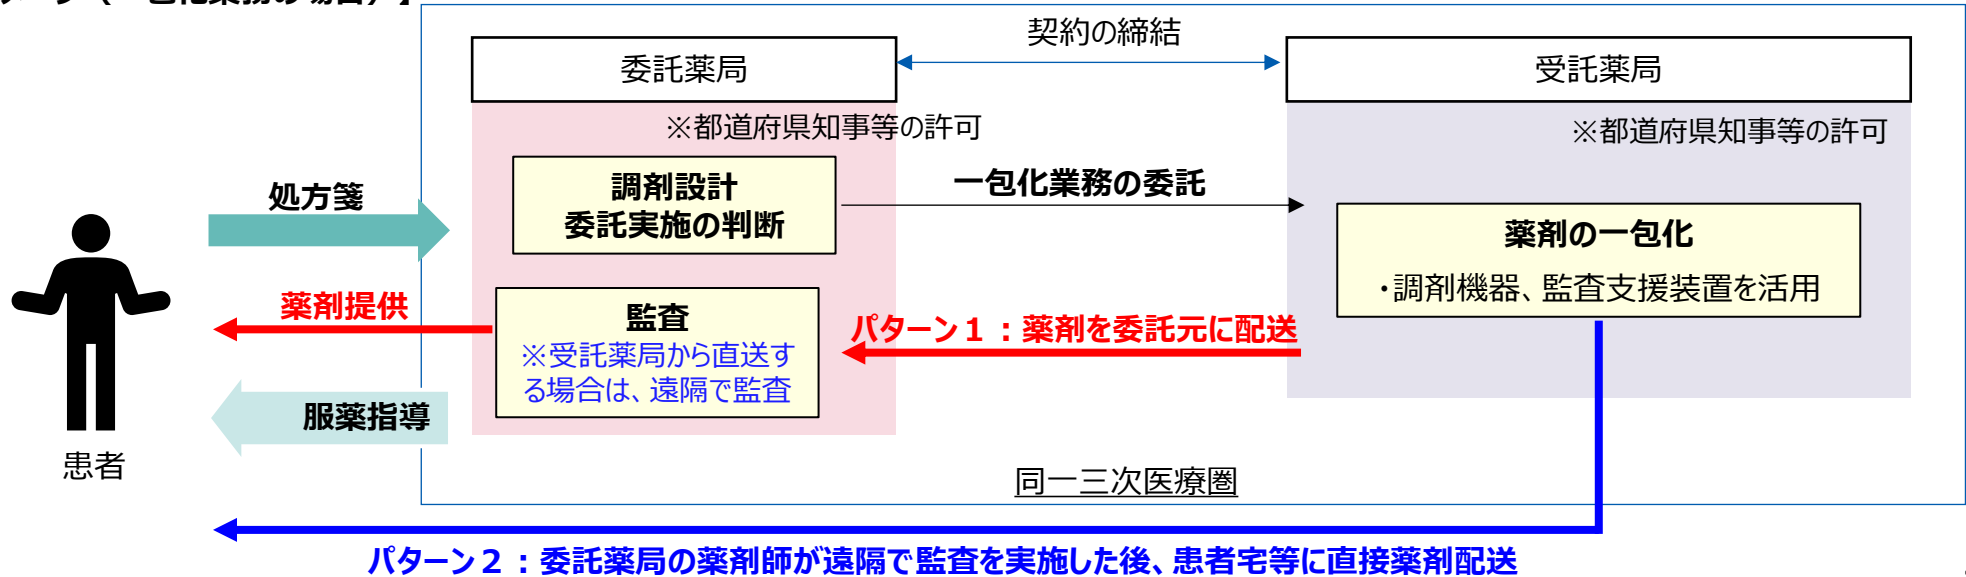 契約の締結
委託薬局
受託薬局
※都道府県知事等の許可
※都道府県知事等の許可
処方箋
調剤設計
委託実施の判断
一包化業務の委託
薬剤の一包化
・調剤機器、監査支援装置を活用
薬剤提供
監査
※受託薬局から直送す
る場合は、遠隔で監査
パターン１：薬剤を委託元に配送
服薬指導
患者
同一三次医療圏
パターン２：委託薬局の薬剤師が遠隔で監査を実施した後、患者宅等に直接薬剤配送